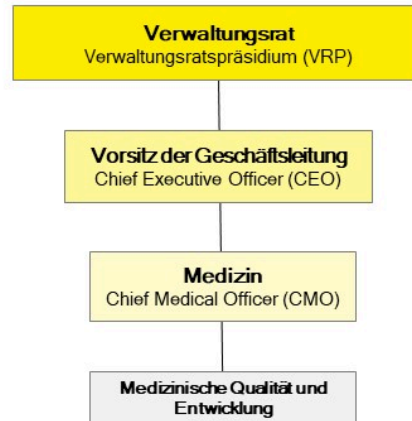 Verwaltungsrat
Verwaltungsratspräsidium (VRP)
Vorsitz der Geschäftsleitung
Chief Executive Officer (CEO)
Medizin
Chief Medical Officer (CMO)
Medizinische Qualität und
Entwicklung